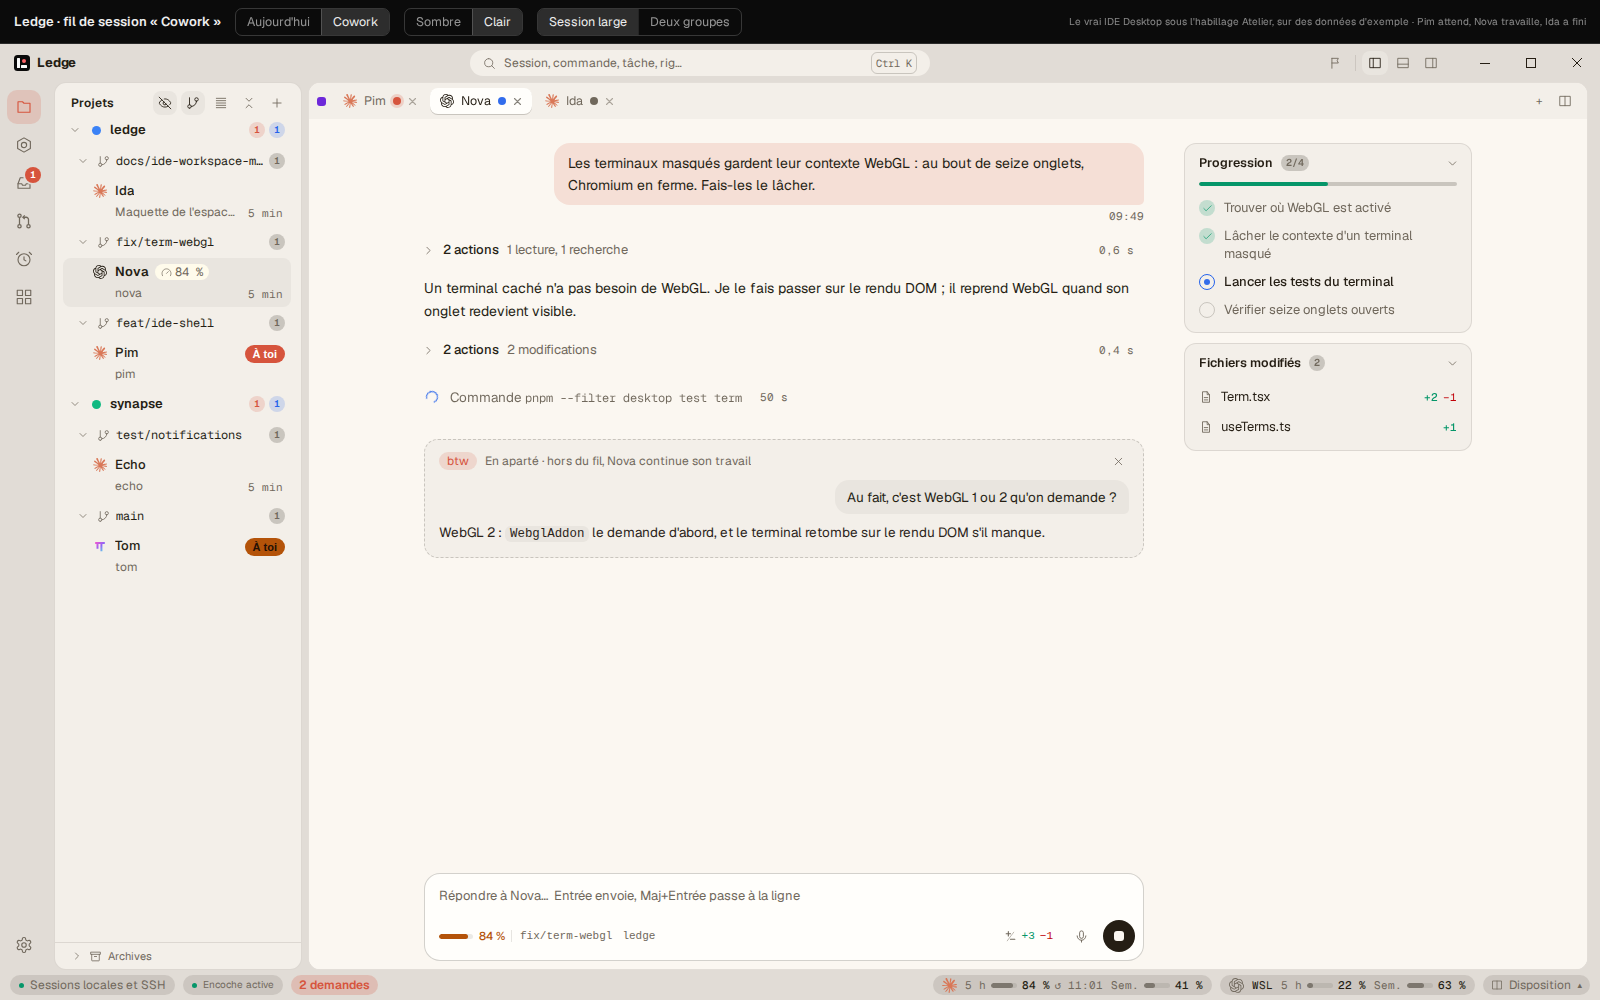 Ledge · fil de session « Cowork »
Aujourd'hui
Cowork
Sombre
Clair
Session large
Deux groupes
Le vrai IDE Desktop sous l'habillage Atelier, sur des données d'exemple · Pim attend, Nova travaille, Ida a fini
Ledge
Session, commande, tâche, rig…
Ctrl K
1
Projets
ledge
1
1
docs/ide-workspace-m…
1
Ida
Maquette de l'espac…
5 min
fix/term-webgl
1
Nova
84 %
nova
5 min
feat/ide-shell
1
Pim
À toi
pim
synapse
1
1
test/notifications
1
Echo
echo
5 min
main
1
Tom
À toi
tom
Archives
Pim
Nova
Ida
+
Les terminaux masqués gardent leur contexte WebGL : au bout de seize onglets,
Chromium en ferme. Fais-les le lâcher.
09:49
2 actions 1 lecture, 1 recherche
0,6 s
Un terminal caché n'a pas besoin de WebGL. Je le fais passer sur le rendu DOM ; il reprend WebGL quand son
onglet redevient visible.
2 actions 2 modifications
0,4 s
Commande pnpm --filter desktop test term 50 s
btw
En aparté · hors du fil, Nova continue son travail
Au fait, c'est WebGL 1 ou 2 qu'on demande ?
WebGL 2 : WebglAddon le demande d'abord, et le terminal retombe sur le rendu DOM s'il manque.
Répondre à Nova… Entrée envoie, Maj+Entrée passe à la ligne
84 %
fix/term-webgl
ledge
+3 −1
Progression 2/4
Trouver où WebGL est activé
Lâcher le contexte d'un terminal
masqué
Lancer les tests du terminal
Vérifier seize onglets ouverts
Fichiers modifiés 2
Term.tsx
+2 −1
useTerms.ts
+1
Sessions locales et SSH
Encoche active
2 demandes
5 h 84 % ↺ 11:01 Sem. 41 %
WSL 5 h 22 % Sem. 63 %
Disposition ▲